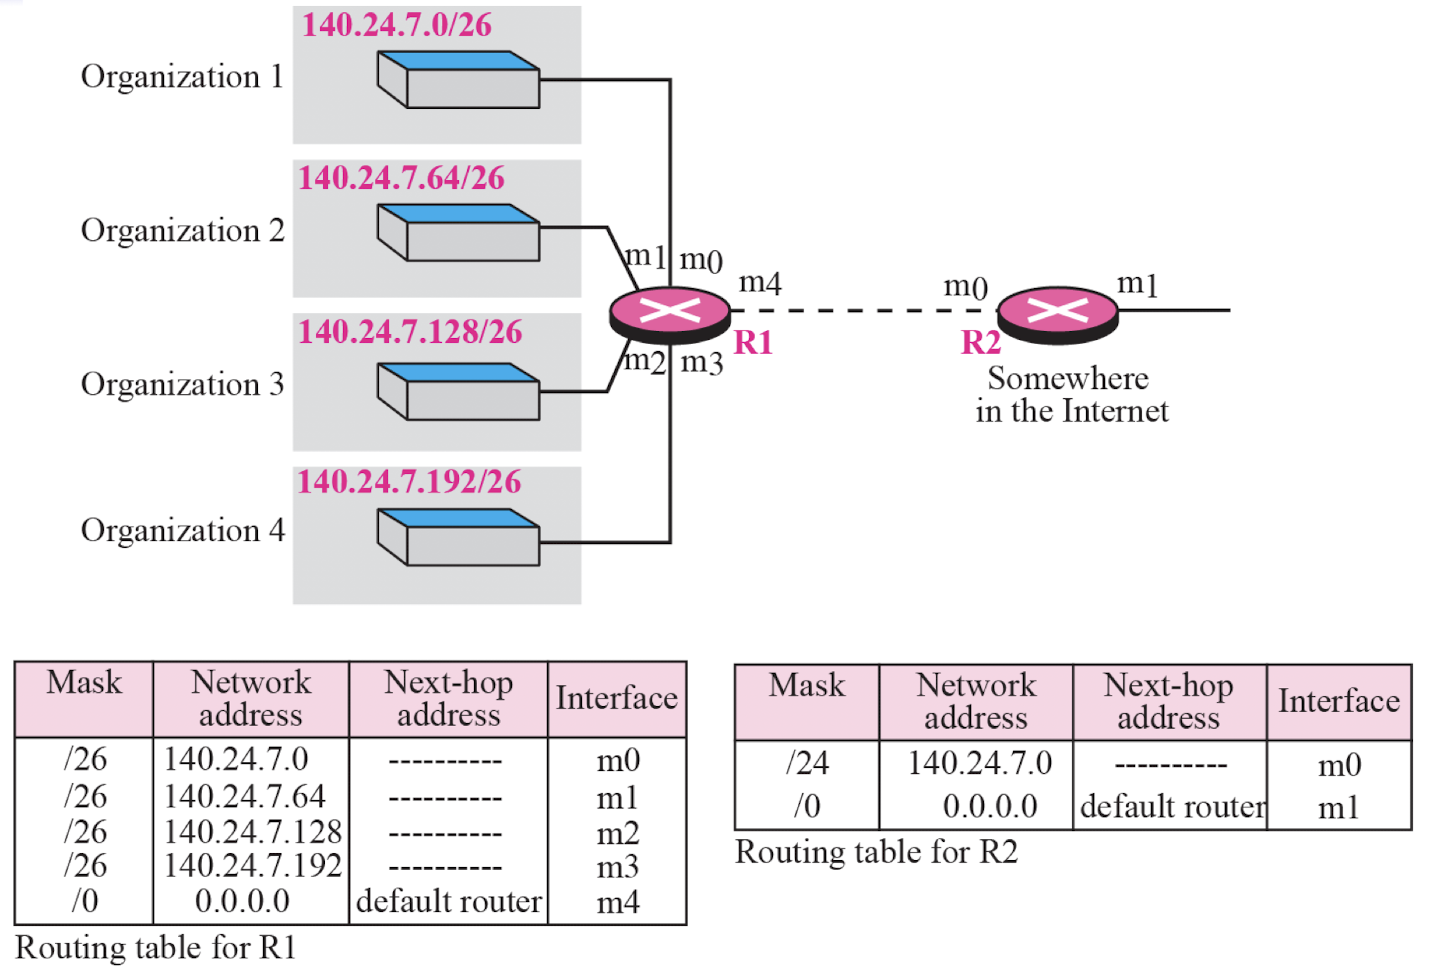 140.24.7.0/26
Organization 1
140.24.7.64/26
Organization 2
140.24.7.128/26
Organization 3
140.24.7.192/26
Organization 4
m1 m0
m4
m2 m3
R1
m0
m1
R2
Somewhere
in the Internet
Mask Network address Next-hop address Interface
/26 140.24.7.0 ---------- m0
/26 140.24.7.64 ---------- m1
/26 140.24.7.128 ---------- m2
/26 140.24.7.192 ---------- m3
/0 0.0.0.0 default router m4
Routing table for R1
Mask Network address Next-hop address Interface
/24 140.24.7.0 ---------- m0
/0 0.0.0.0 default router m1
Routing table for R2